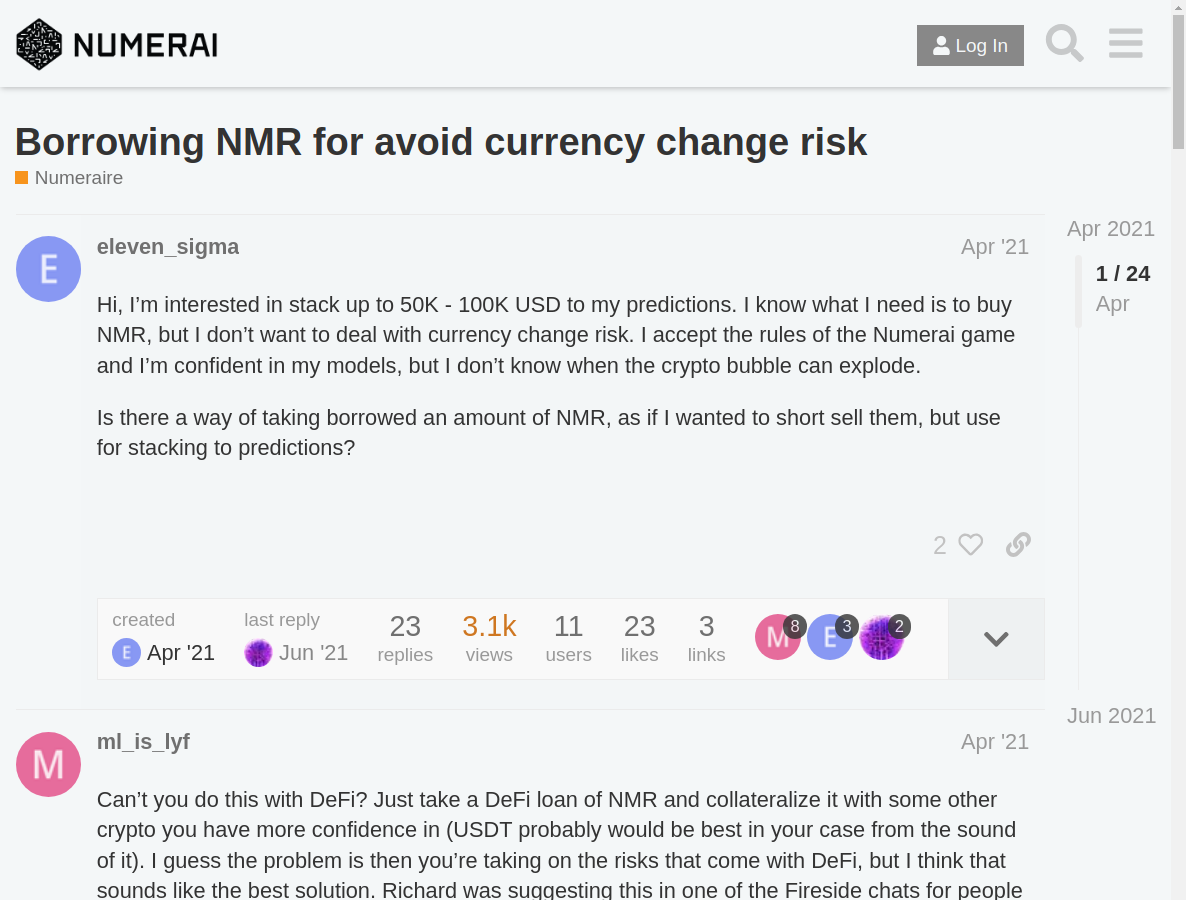 NUMERAI
Log In
Borrowing NMR for avoid currency change risk
Numeraire
Apr 2021
1 / 24
Apr
Jun 2021
E
eleven_sigma
Apr '21
Hi, I’m interested in stack up to 50K - 100K USD to my predictions. I know what I need is to buy
NMR, but I don’t want to deal with currency change risk. I accept the rules of the Numerai game
and I’m confident in my models, but I don’t know when the crypto bubble can explode.
Is there a way of taking borrowed an amount of NMR, as if I wanted to short sell them, but use
for stacking to predictions?
2
created
last reply
23
3.1k
11
23
3
M 8
E 3
2
E Apr '21
Jun '21
replies
views
users
likes
links
M
ml_is_lyf
Apr '21
Can’t you do this with DeFi? Just take a DeFi loan of NMR and collateralize it with some other
crypto you have more confidence in (USDT probably would be best in your case from the sound
of it). I guess the problem is then you’re taking on the risks that come with DeFi, but I think that
sounds like the best solution. Richard was suggesting this in one of the Fireside chats for people